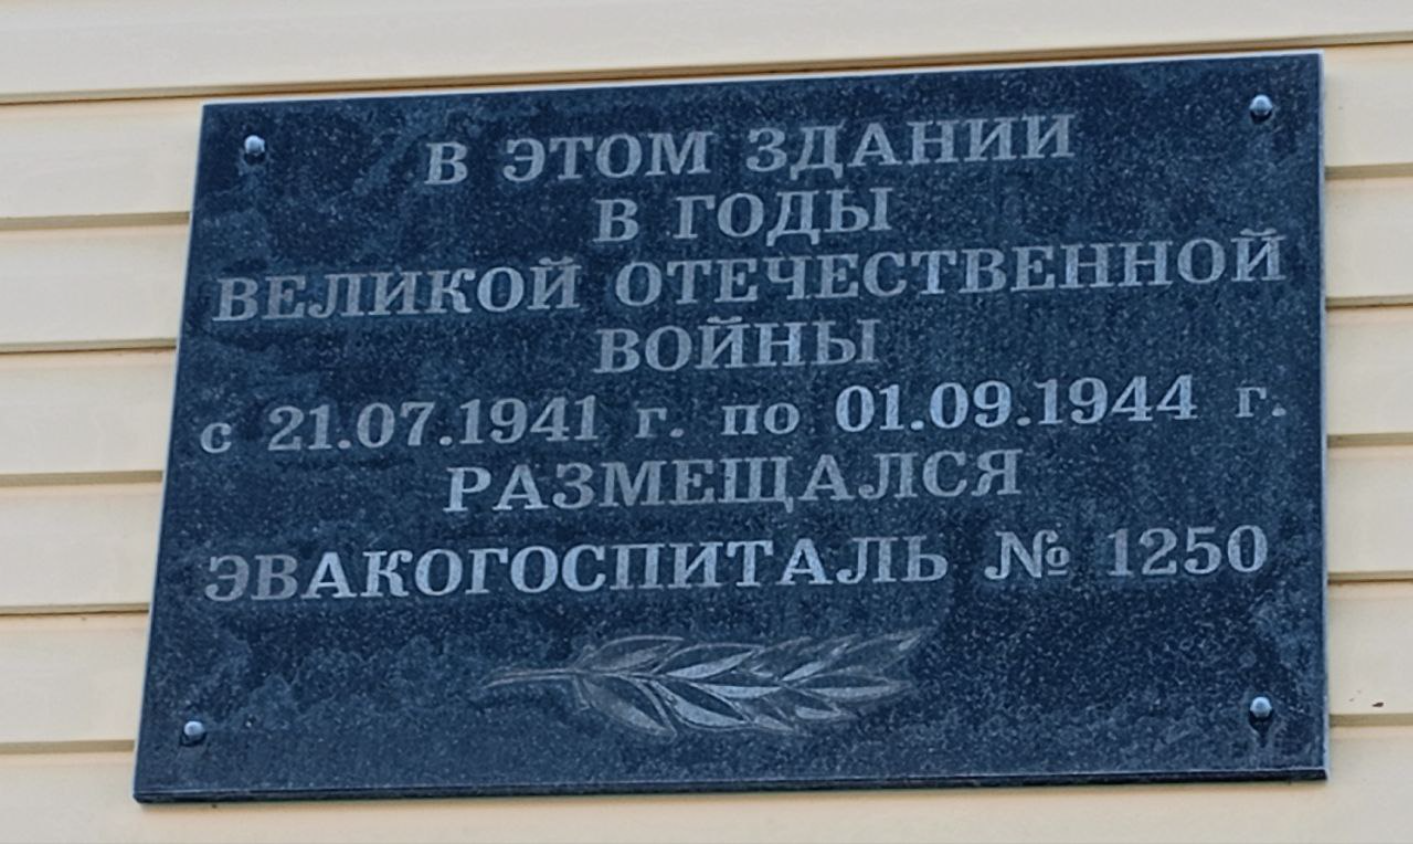 В ЭТОМ ЗДАНИИ
В ГОДЫ
ВЕЛИКОЙ ОТЕЧЕСТВЕННОЙ
ВОЙНЫ
с 21.07.1941 г. по 01.09.1944 г.
РАЗМЕЩАЛСЯ
ЭВАКОГОСПИТАЛЬ № 1250